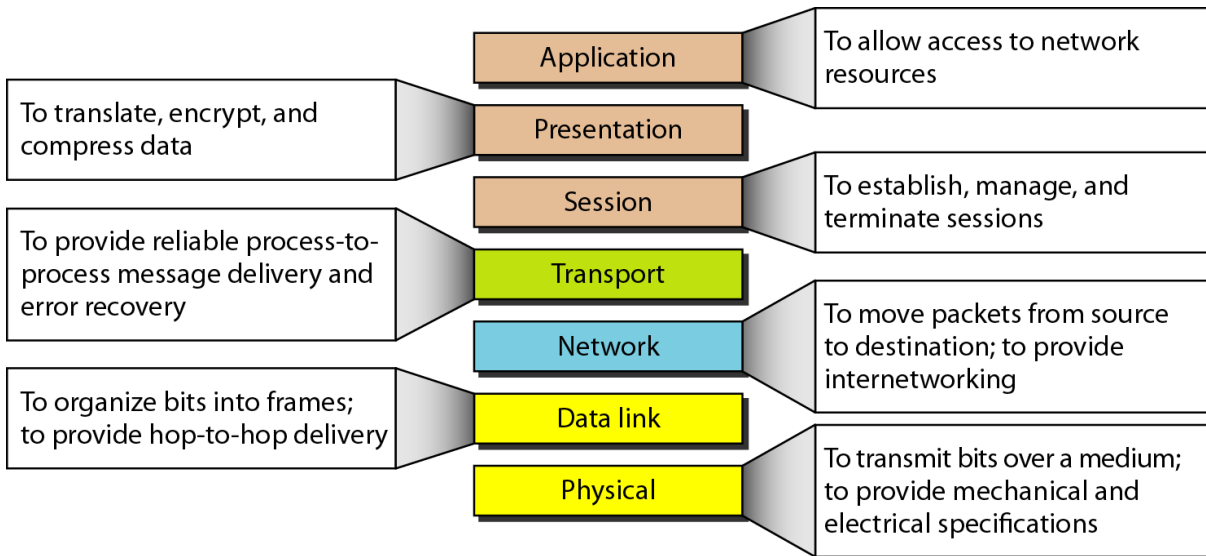 Application
To allow access to network
resources
To translate, encrypt, and
compress data
Presentation
Session
To establish, manage, and
terminate sessions
To provide reliable process-to-
process message delivery and
error recovery
Transport
Network
To move packets from source
to destination; to provide
internetworking
To organize bits into frames;
to provide hop-to-hop delivery
Data link
Physical
To transmit bits over a medium;
to provide mechanical and
electrical specifications